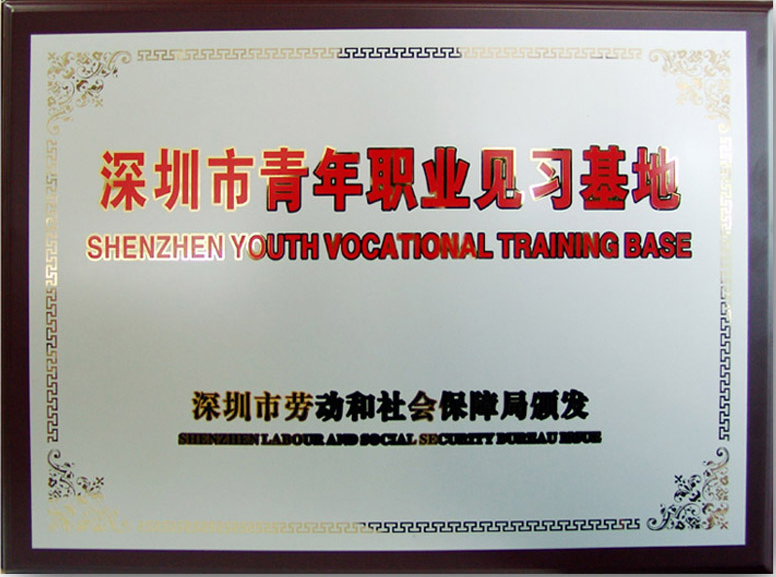 深圳市青年职业见习基地
SHENZHEN YOUTH VOCATIONAL TRAINING BASE
深圳市劳动和社会保障局颁发
SHENZHEN LABOUR AND SOCIAL SECURITY BUREAU ISSUE